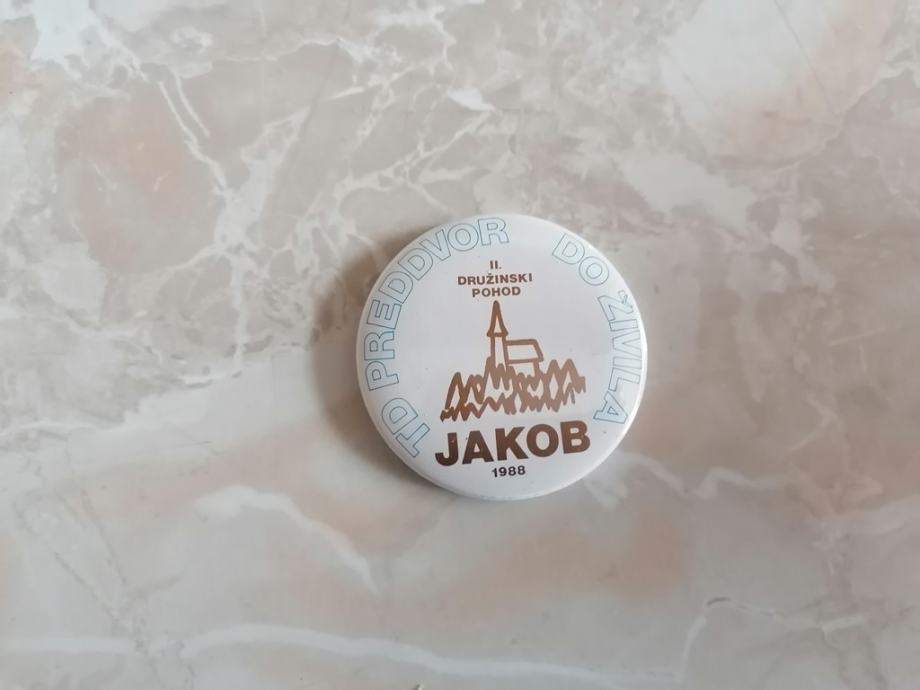 TD PREDDVOR DO ŽIVILA
II.
DRUŽINSKI
POHOD
JAKOB
1988